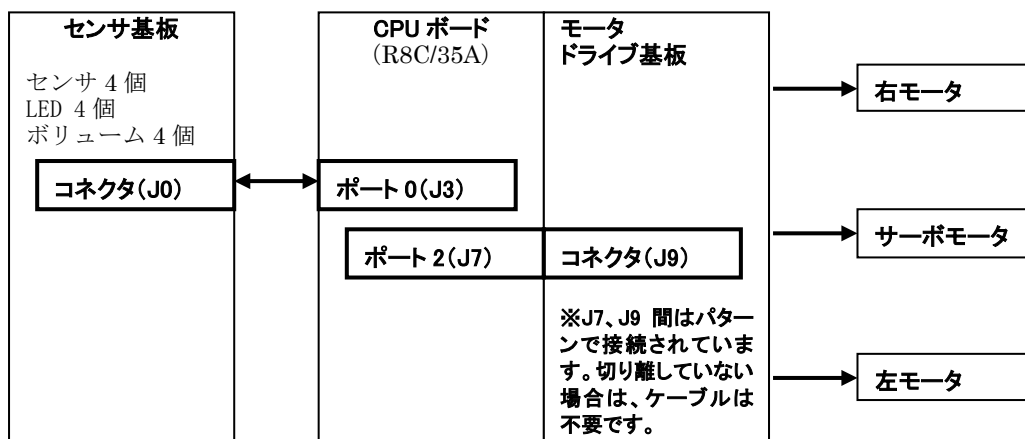 センサ基板
センサ 4 個
LED 4 個
ボリューム 4 個
コネクタ(J0)
CPU ボード
(R8C/35A)
ポート 0(J3)
ポート 2(J7)
モータ
ドライブ基板
コネクタ(J9)
※J7、J9 間はパター
ンで接続されていま
す。切り離していない
場合は、ケーブルは
不要です。
右モータ
サーボモータ
左モータ